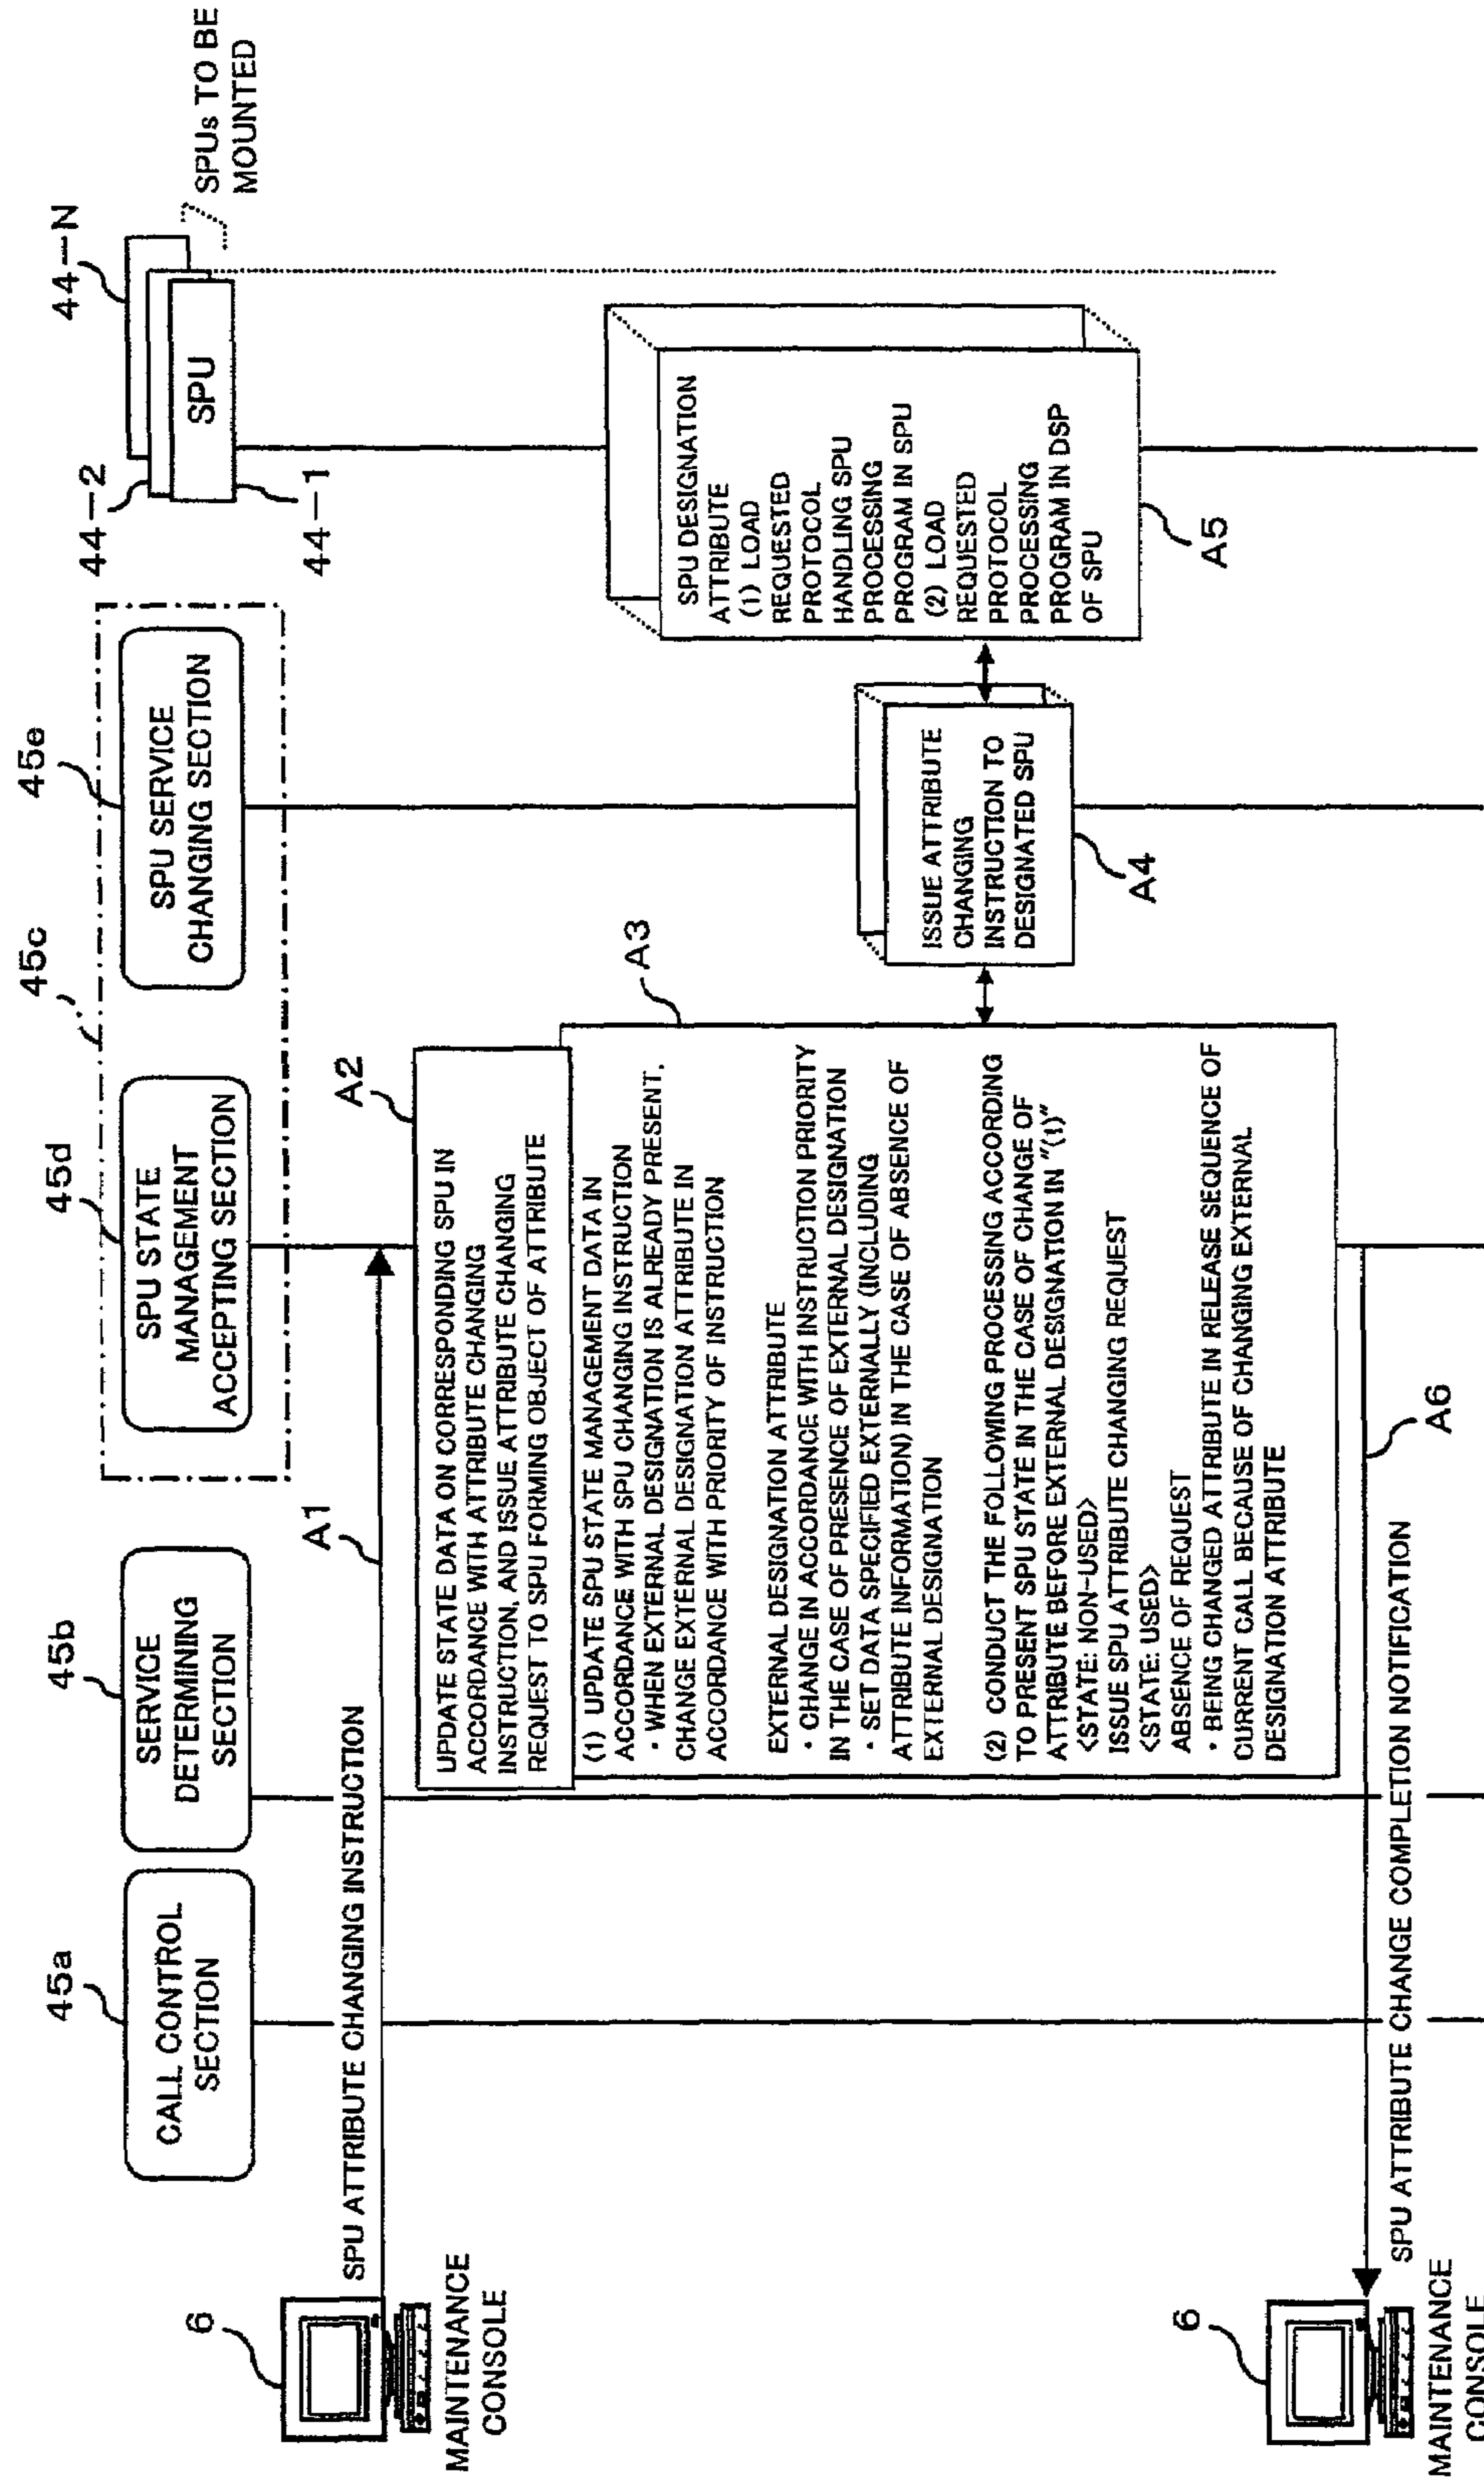 6
MAINTENANCE
CONSOLE
SPU ATTRIBUTE CHANGING INSTRUCTION
A1
45a
CALL CONTROL
SECTION
45b
SERVICE
DETERMINING
SECTION
45c
45d
SPU STATE
MANAGEMENT
ACCEPTING SECTION
45e
SPU SERVICE
CHANGING SECTION
44-2
44-N
SPU
44-1
SPUs TO BE
MOUNTED
A2
UPDATE STATE DATA ON CORRESPONDING SPU IN
ACCORDANCE WITH ATTRIBUTE CHANGING
INSTRUCTION, AND ISSUE ATTRIBUTE CHANGING
REQUEST TO SPU FORMING OBJECT OF ATTRIBUTE
A3
(1) UPDATE SPU STATE MANAGEMENT DATA IN
ACCORDANCE WITH SPU CHANGING INSTRUCTION
• WHEN EXTERNAL DESIGNATION IS ALREADY PRESENT,
CHANGE EXTERNAL DESIGNATION ATTRIBUTE IN
ACCORDANCE WITH PRIORITY OF INSTRUCTION
EXTERNAL DESIGNATION ATTRIBUTE
• CHANGE IN ACCORDANCE WITH INSTRUCTION PRIORITY
IN THE CASE OF PRESENCE OF EXTERNAL DESIGNATION
• SET DATA SPECIFIED EXTERNALLY (INCLUDING
ATTRIBUTE INFORMATION) IN THE CASE OF ABSENCE OF
EXTERNAL DESIGNATION
(2) CONDUCT THE FOLLOWING PROCESSING ACCORDING
TO PRESENT SPU STATE IN THE CASE OF CHANGE OF
ATTRIBUTE BEFORE EXTERNAL DESIGNATION IN "(1)"
<STATE: NON-USED>
ISSUE SPU ATTRIBUTE CHANGING REQUEST
<STATE: USED>
ABSENCE OF REQUEST
• BEING CHANGED ATTRIBUTE IN RELEASE SEQUENCE OF
CURRENT CALL BECAUSE OF CHANGING EXTERNAL
DESIGNATION ATTRIBUTE
ISSUE ATTRIBUTE
CHANGING
INSTRUCTION TO
DESIGNATED SPU
A4
SPU DESIGNATION
ATTRIBUTE
(1) LOAD
REQUESTED
PROTOCOL
HANDLING SPU
PROCESSING
PROGRAM IN SPU
(2) LOAD
REQUESTED
PROTOCOL
PROCESSING
PROGRAM IN DSP
OF SPU
A5
6
MAINTENANCE
CONSOLE
SPU ATTRIBUTE CHANGE COMPLETION NOTIFICATION
A6